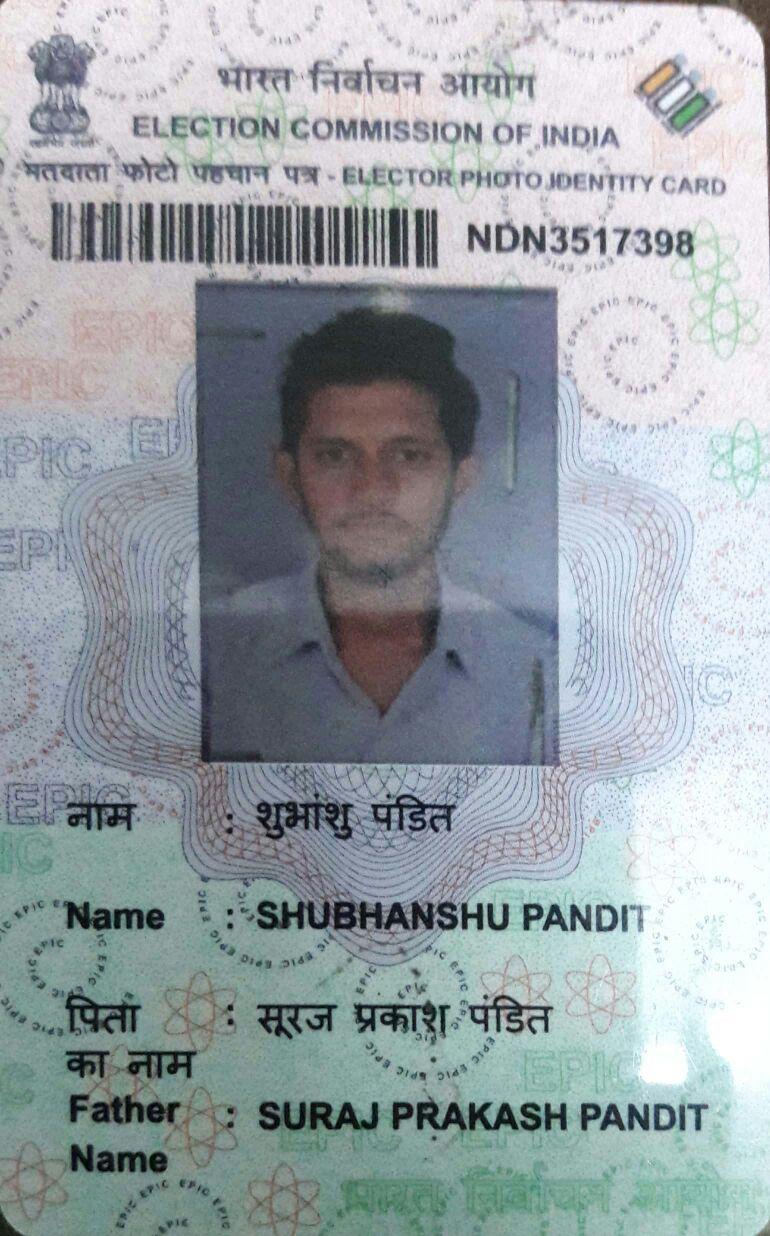 भारत निर्वाचन आयोग
ELECTION COMMISSION OF INDIA
मतदाता फोटो पहचान पत्र - ELECTOR PHOTO IDENTITY CARD
NDN3517398
नाम : शुभांशु पंडित
Name : SHUBHANSHU PANDIT
पिता : सूरज प्रकाश पंडित
का नाम
Father : SURAJ PRAKASH PANDIT
Name
भारत निर्वाचन आयोग